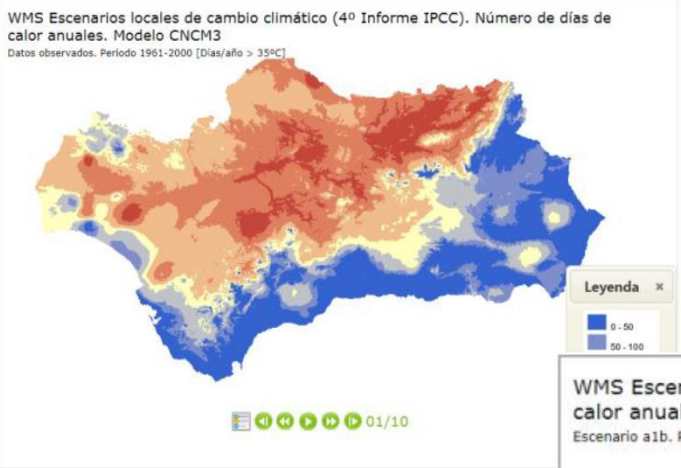 WMS Escenarios locales de cambio climático (4º Informe IPCC). Número de días de
calor anuales. Modelo CNCM3
Datos observados. Periodo 1961-2000 [Días/año > 35ºC]
Leyenda ×
0 - 50
50 - 100
01/10
WMS Escen
calor anual
Escenario a1b. P